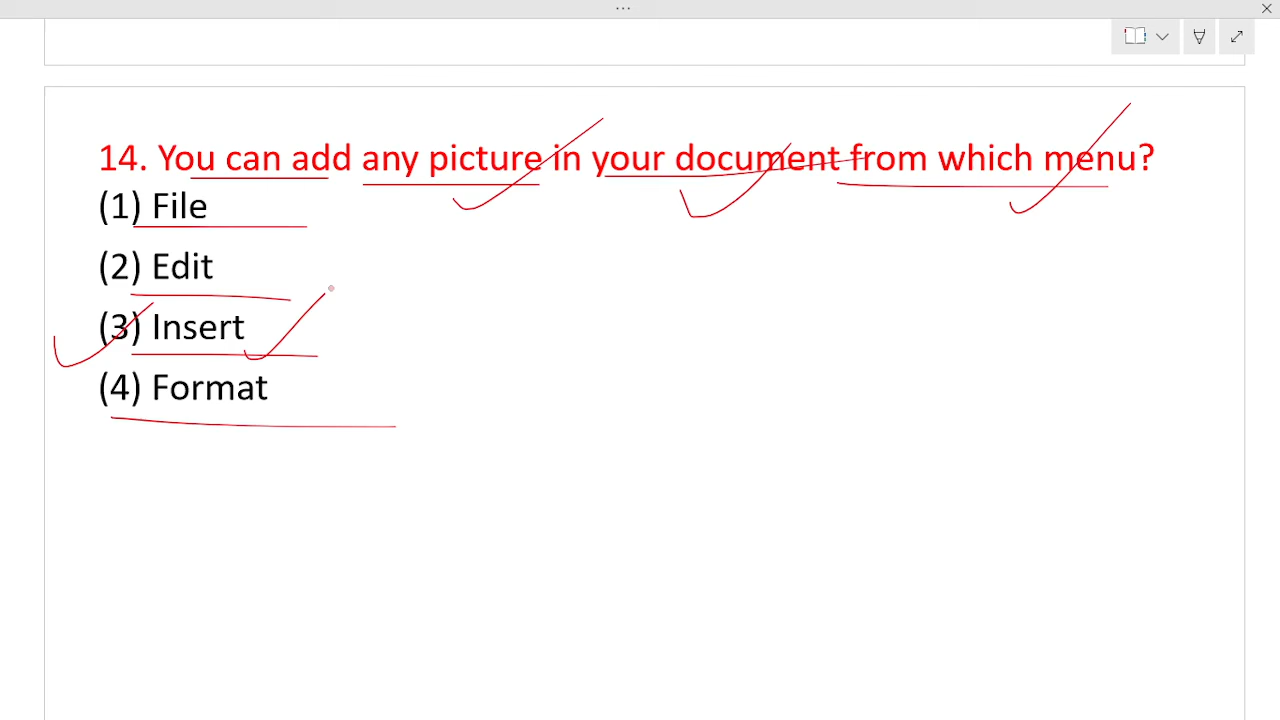 14. You can add any picture in your document from which menu?
(1) File
(2) Edit
(3) Insert
(4) Format